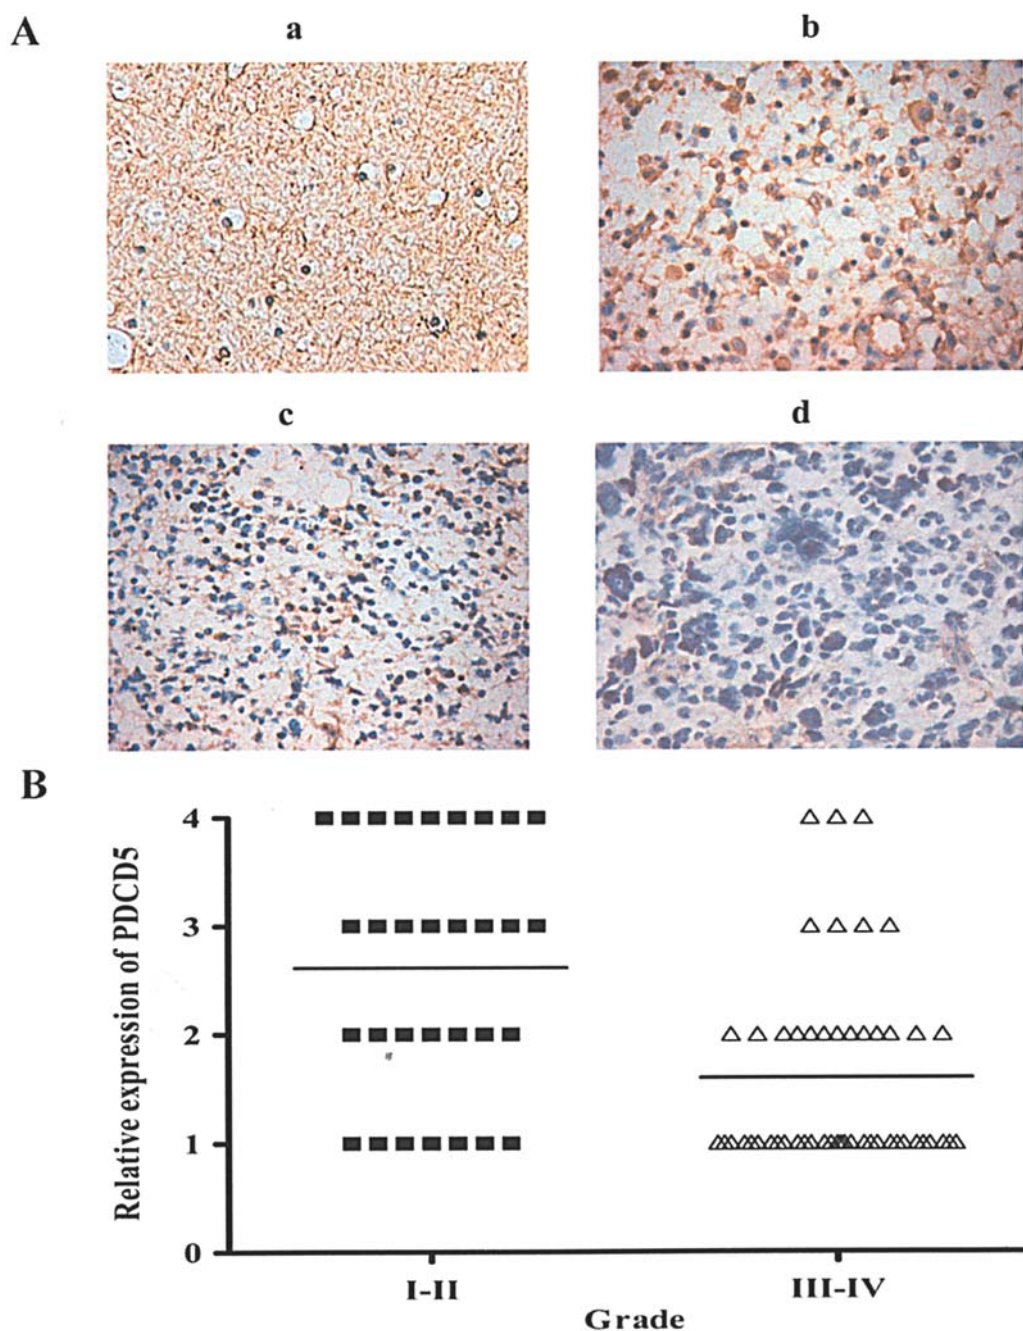 A
a
b
c
d
B
Relative expression of PDCD5
4
3
2
1
0
I-II
III-IV
Grade